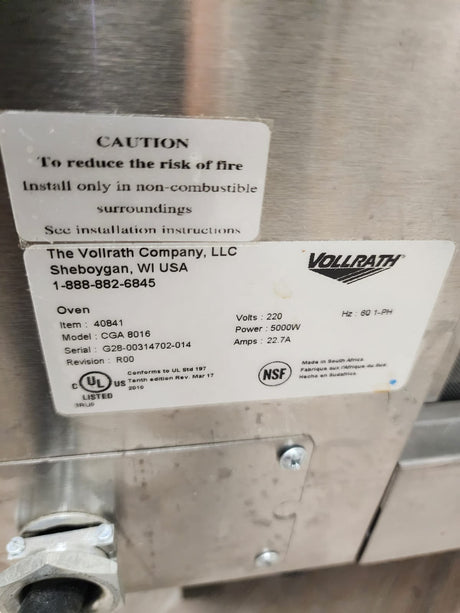 CAUTION
To reduce the risk of fire
Install only in non-combustible
surroundings
See installation instructions
The Vollrath Company, LLC
Sheboygan, WI USA
1-888-882-6845
VOLLRATH
Oven
Item : 40841
Model : CGA 8016
Serial : G28-00314702-014
Revision : R00
Volts : 220
Power : 5000W
Amps : 22.7A
Hz : 60 1-PH
C UL US
LISTED
Conforms to UL Std 197
Tenth edition Rev. Mar 17
2010
NSF
Made in South Africa
Fabrique aux l'Afrique du Sud
Hecho en Sudafrica